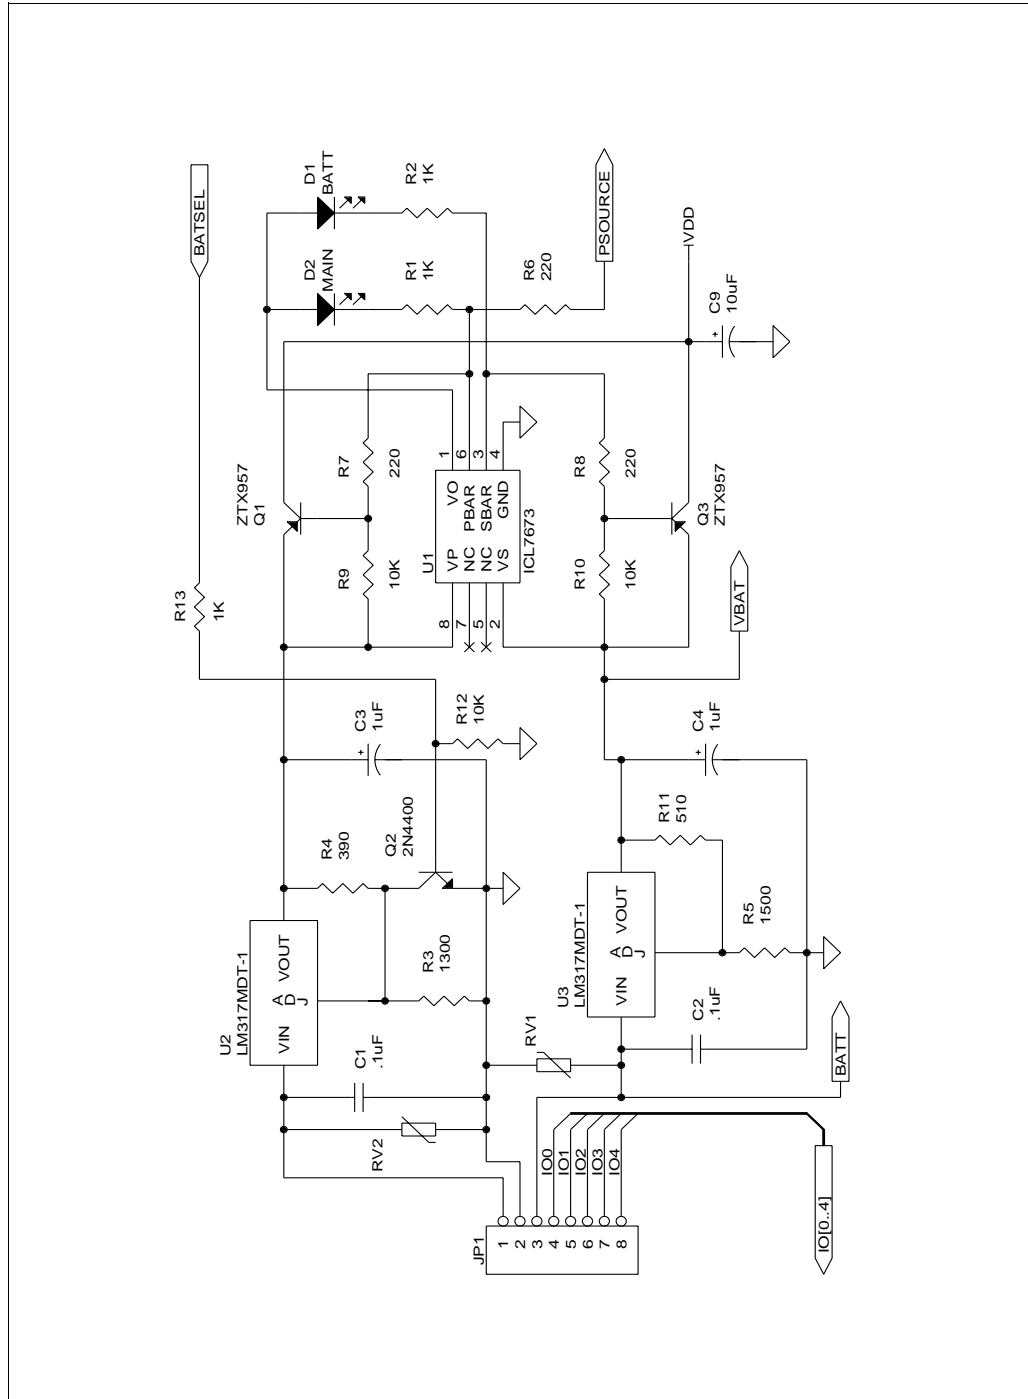 BATSEL
R13
1K
D1
BATT
R2
1K
D2
MAIN
R1
1K
R6
220
PSOURCE
VDD
C9
10uF
+
ZTX957
Q1
R7
220
R9
10K
U1
VP
NC
NC
VS
VO
PBAR
SBAR
GND
ICL7673
8
7
5
2
1
6
3
4
R8
220
R10
10K
Q3
ZTX957
VBAT
R12
10K
C3
1uF
+
C4
1uF
+
Q2
2N4400
R4
390
R3
1300
U2
LM317MDT-1
VIN
A
D
J
VOUT
C1
.1uF
RV2
RV1
U3
LM317MDT-1
VIN
A
D
J
VOUT
R11
510
R5
1500
C2
.1uF
BATT
JP1
1
2
3
4
5
6
7
8
IO0
IO1
IO2
IO3
IO4
IO[0..4]